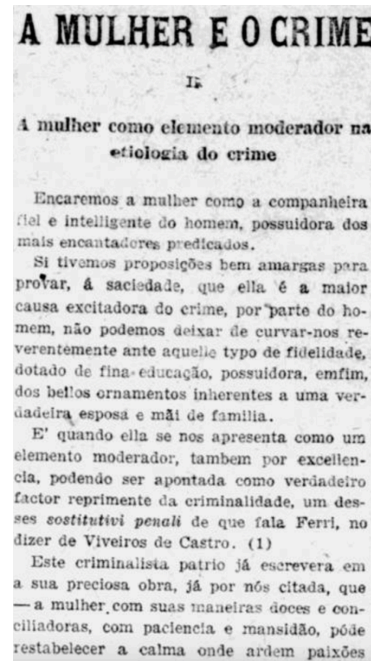 A MULHER E O CRIME
II
A mulher como elemento moderador na
etiologia do crime
Encaremos a mulher como a companheira
fiel e intelligente do homem, possuidora dos
mais encantadores predicados.
Si tivemos proposições bem amargas para
provar, á saciedade, que ella é a maior
causa excitadora do crime, por parte do ho-
mem, não podemos deixar de curvar-nos re-
verentemente ante aquelle typo de fidelidade,
dotado de fina educação, possuidora, emfim,
dos bellos ornamentos inherentes a uma ver-
dadeira esposa e mãi de familia.
E' quando ella se nos apresenta como um
elemento moderador, tambem por excellen-
cia, podendo ser apontada como verdadeiro
factor reprimente da criminalidade, um des-
ses sostitutivi penali de que fala Ferri, no
dizer de Viveiros de Castro. (1)
Este criminalista patrio já escrevera em
a sua preciosa obra, já por nós citada, que
— a mulher com suas maneiras doces e con-
ciliadoras, com paciencia e mansidão, póde
restabelecer a calma onde ardem paixões